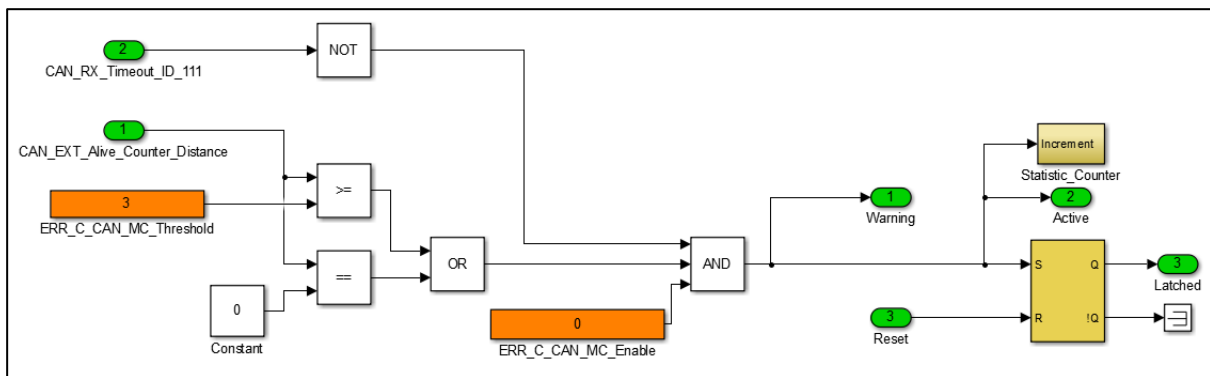 2
CAN_RX_Timeout_ID_111
NOT
1
CAN_EXT_Alive_Counter_Distance
3
ERR_C_CAN_MC_Threshold
>=
==
0
Constant
OR
0
ERR_C_CAN_MC_Enable
AND
1
Warning
Increment
Statistic_Counter
2
Active
S Q
R !Q
3
Reset
3
Latched